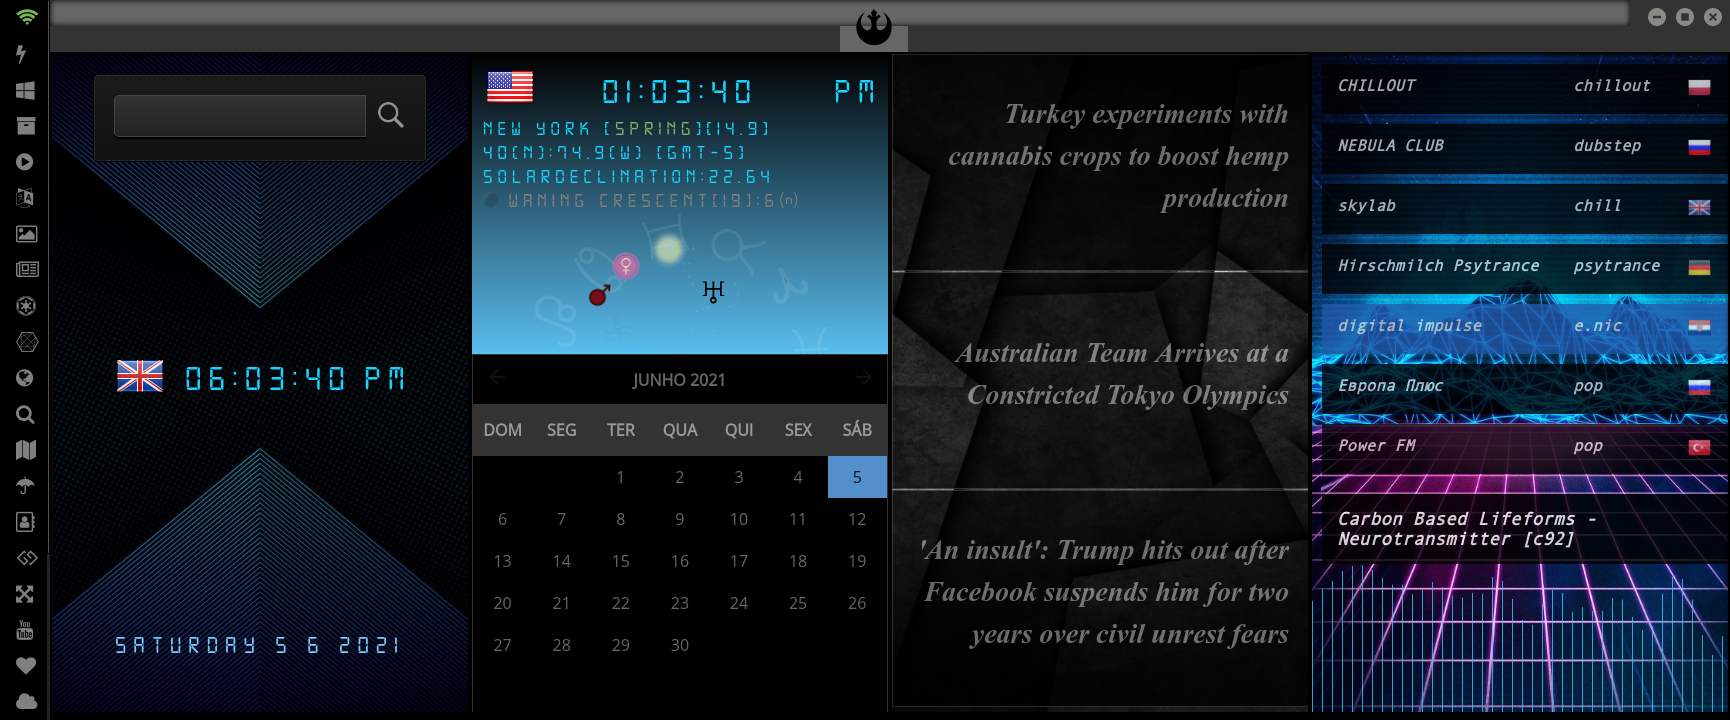 06:03:40 PM
SATURDAY 5 6 2021
01:03:40 PM
NEW YORK [SPRING][14.9]
40(N):74.9(W) [GMT-5]
SOLARDECLINATION:22.64
WANING CRESCENT[19]:6(n)
JUNHO 2021
DOM SEG TER QUA QUI SEX SÁB
1 2 3 4 5
6 7 8 9 10 11 12
13 14 15 16 17 18 19
20 21 22 23 24 25 26
27 28 29 30
Turkey experiments with
cannabis crops to boost hemp
production
Australian Team Arrives at a
Constricted Tokyo Olympics
'An insult': Trump hits out after
Facebook suspends him for two
years over civil unrest fears
CHILLOUT chillout
NEBULA CLUB dubstep
skylab chill
Hirschmilch Psytrance psytrance
digital impulse e.nic
Европа Плюс pop
Power FM pop
Carbon Based Lifeforms -
Neurotransmitter [c92]
You
Tube